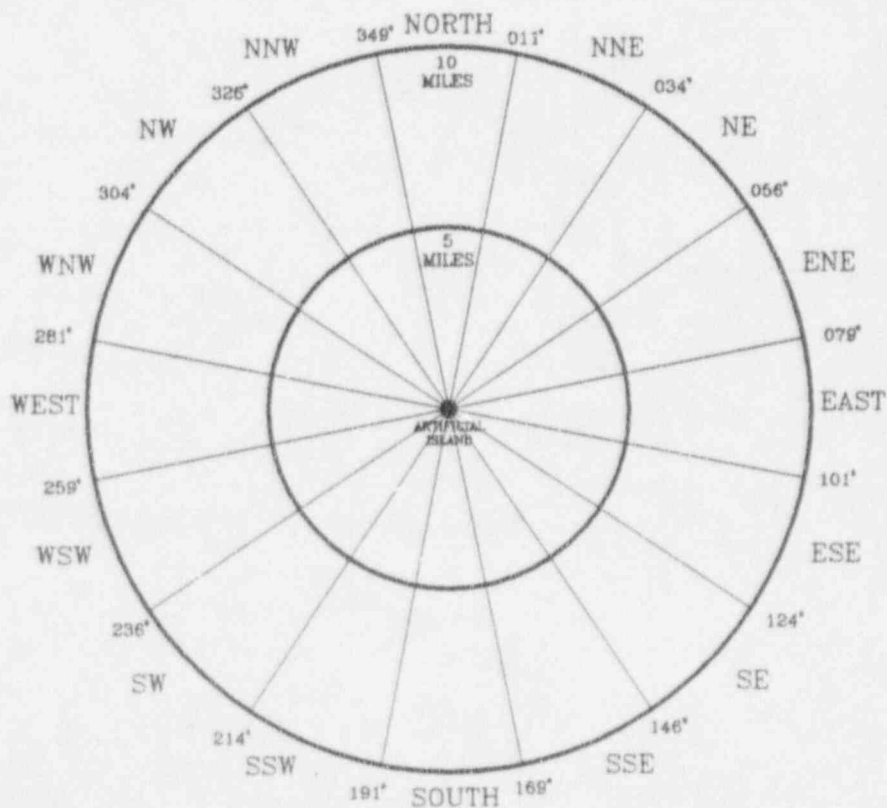 NORTH
349°
011°
NNW
NNE
10
MILES
326°
034°
NW
NE
304°
056°
5
MILES
WNW
ENE
281°
079°
WEST
EAST
ARTIFICIAL
ISLAND
259°
101°
WSW
ESE
236°
124°
SW
SE
214°
146°
SSW
SSE
191°
169°
SOUTH